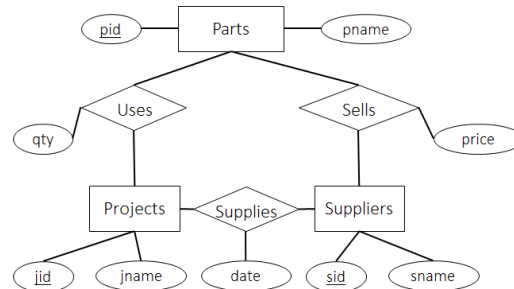 pid
Parts
pname
Uses
Sells
qty
price
Projects
Supplies
Suppliers
jid
jname
date
sid
sname